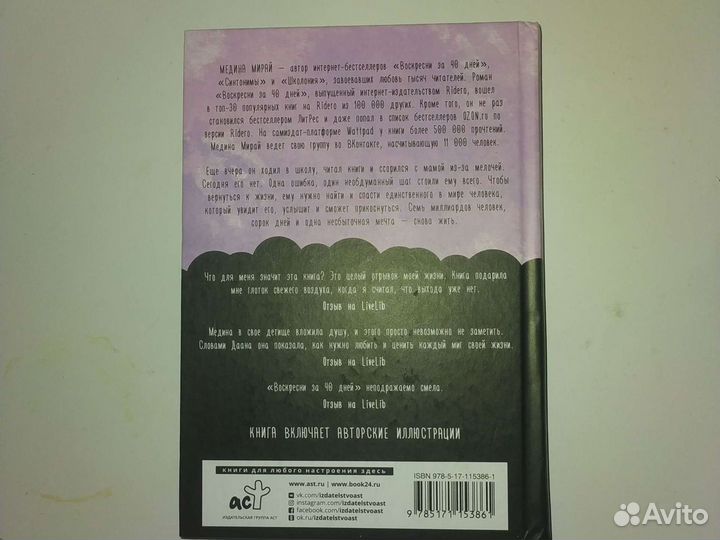 Медина Мирай – автор интернет-бестселлеров «Воскресни за 40 дней»,
«Синтонимы» и «Школония», завоевавших любовь тысяч читателей. Роман
«Воскресни за 40 дней», выпущенный интернет-издательством Ridero, вошел
в топ-30 популярных книг на Ridero из 100 000 других. Кроме того, он не раз
становился бестселлером ЛитРес и даже попал в список бестселлеров OZON.ru по
версии Ridero. На самиздат-платформе Wattpad у книги более 500 000 прочтений.
Медина Мирай ведет свою группу во ВКонтакте, насчитывающую 11 000 человек.
Еще вчера он ходил в школу, читал книги и ссорился с мамой из-за мелочей.
Сегодня его нет. Одна ошибка, один необдуманный шаг стоили ему всего. Чтобы
вернуться к жизни, ему нужно найти и спасти единственного в мире человека,
который увидит его, услышит и сможет прикоснуться. Семь миллиардов человек,
сорок дней и одна несбыточная мечта – снова жить.
Что для меня значит эта книга? Это целый отрывок моей жизни. Книга подарила
мне глоток свежего воздуха, когда я считал, что выхода уже нет.
Отзыв на LiveLib
Медина в свое детище вложила душу, и этого просто невозможно не заметить.
Словами Даана она показала, как нужно любить и ценить каждый миг своей жизни.
Отзыв на LiveLib
«Воскресни за 40 дней» неподражаемо смела.
Отзыв на LiveLib
КНИГА ВКЛЮЧАЕТ АВТОРСКИЕ ИЛЛЮСТРАЦИИ
книги для любого настроения здесь
аст
ИЗДАТЕЛЬСКАЯ ГРУППА АСТ
www.ast.ru | www.book24.ru
vk.com/izdatelstvoast
instagram.com/izdatelstvoast
facebook.com/izdatelstvoast
ok.ru/izdatelstvoast
ISBN 978-5-17-115386-1
9 785171 153861
Avito